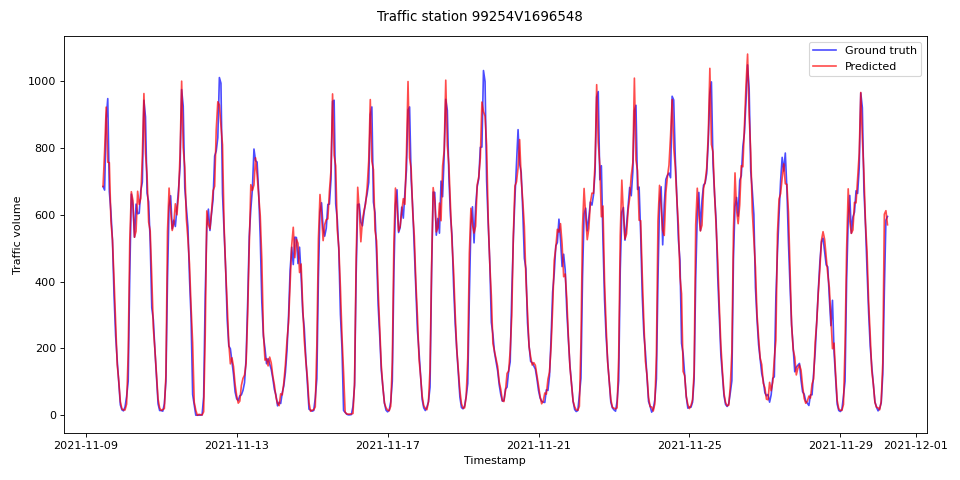 Traffic station 99254V1696548
Ground truth
Predicted
1000
800
600
400
200
0
Traffic volume
2021-11-09
2021-11-13
2021-11-17
2021-11-21
2021-11-25
2021-11-29
2021-12-01
Timestamp